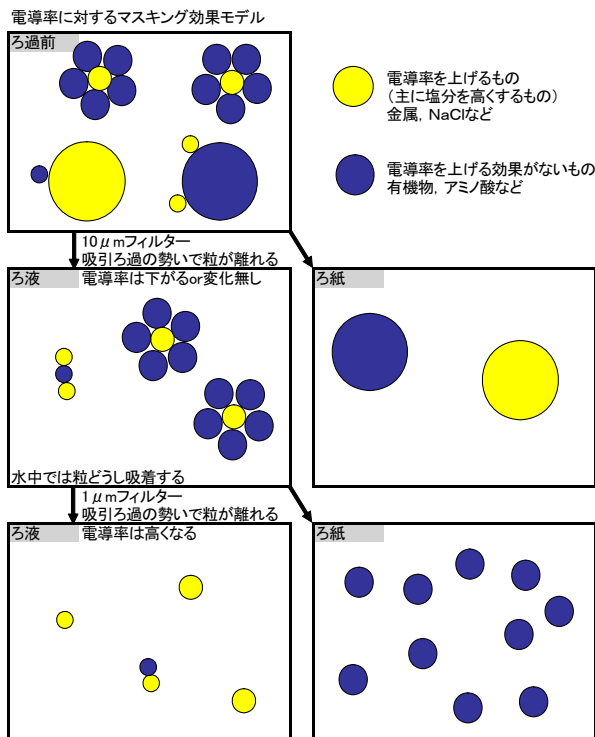 電導率に対するマスキング効果モデル
ろ過前
電導率を上げるもの
（主に塩分を高くするもの）
金属，NaClなど
電導率を上げる効果がないもの
有機物，アミノ酸など
10μmフィルター
吸引ろ過の勢いで粒が離れる
ろ液
電導率は下がるor変化無し
ろ紙
水中では粒どうし吸着する
1μmフィルター
吸引ろ過の勢いで粒が離れる
ろ液
電導率は高くなる
ろ紙